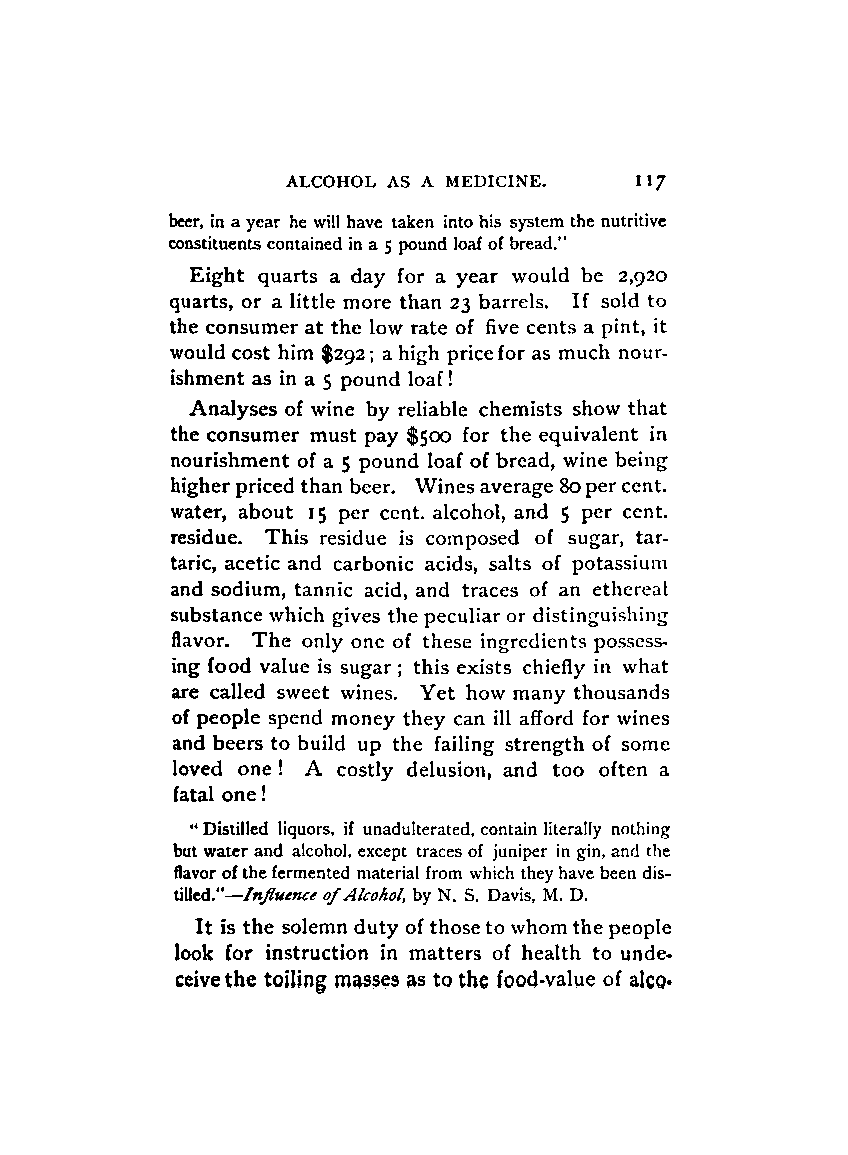 ALCOHOL AS A MEDICINE. 117
beer, in a year he will have taken into his system the nutritive
constituents contained in a 5 pound loaf of bread."
Eight quarts a day for a year would be 2,920
quarts, or a little more than 23 barrels. If sold to
the consumer at the low rate of five cents a pint, it
would cost him $292; a high price for as much nour-
ishment as in a 5 pound loaf!
Analyses of wine by reliable chemists show that
the consumer must pay $500 for the equivalent in
nourishment of a 5 pound loaf of bread, wine being
higher priced than beer. Wines average 80 per cent.
water, about 15 per cent. alcohol, and 5 per cent.
residue. This residue is composed of sugar, tar-
taric, acetic and carbonic acids, salts of potassium
and sodium, tannic acid, and traces of an ethereal
substance which gives the peculiar or distinguishing
flavor. The only one of these ingredients possess-
ing food value is sugar; this exists chiefly in what
are called sweet wines. Yet how many thousands
of people spend money they can ill afford for wines
and beers to build up the failing strength of some
loved one! A costly delusion, and too often a
fatal one!
"Distilled liquors, if unadulterated, contain literally nothing
but water and alcohol, except traces of juniper in gin, and the
flavor of the fermented material from which they have been dis-
tilled."—Influence of Alcohol, by N. S. Davis, M. D.
It is the solemn duty of those to whom the people
look for instruction in matters of health to unde-
ceive the toiling masses as to the food-value of alco-